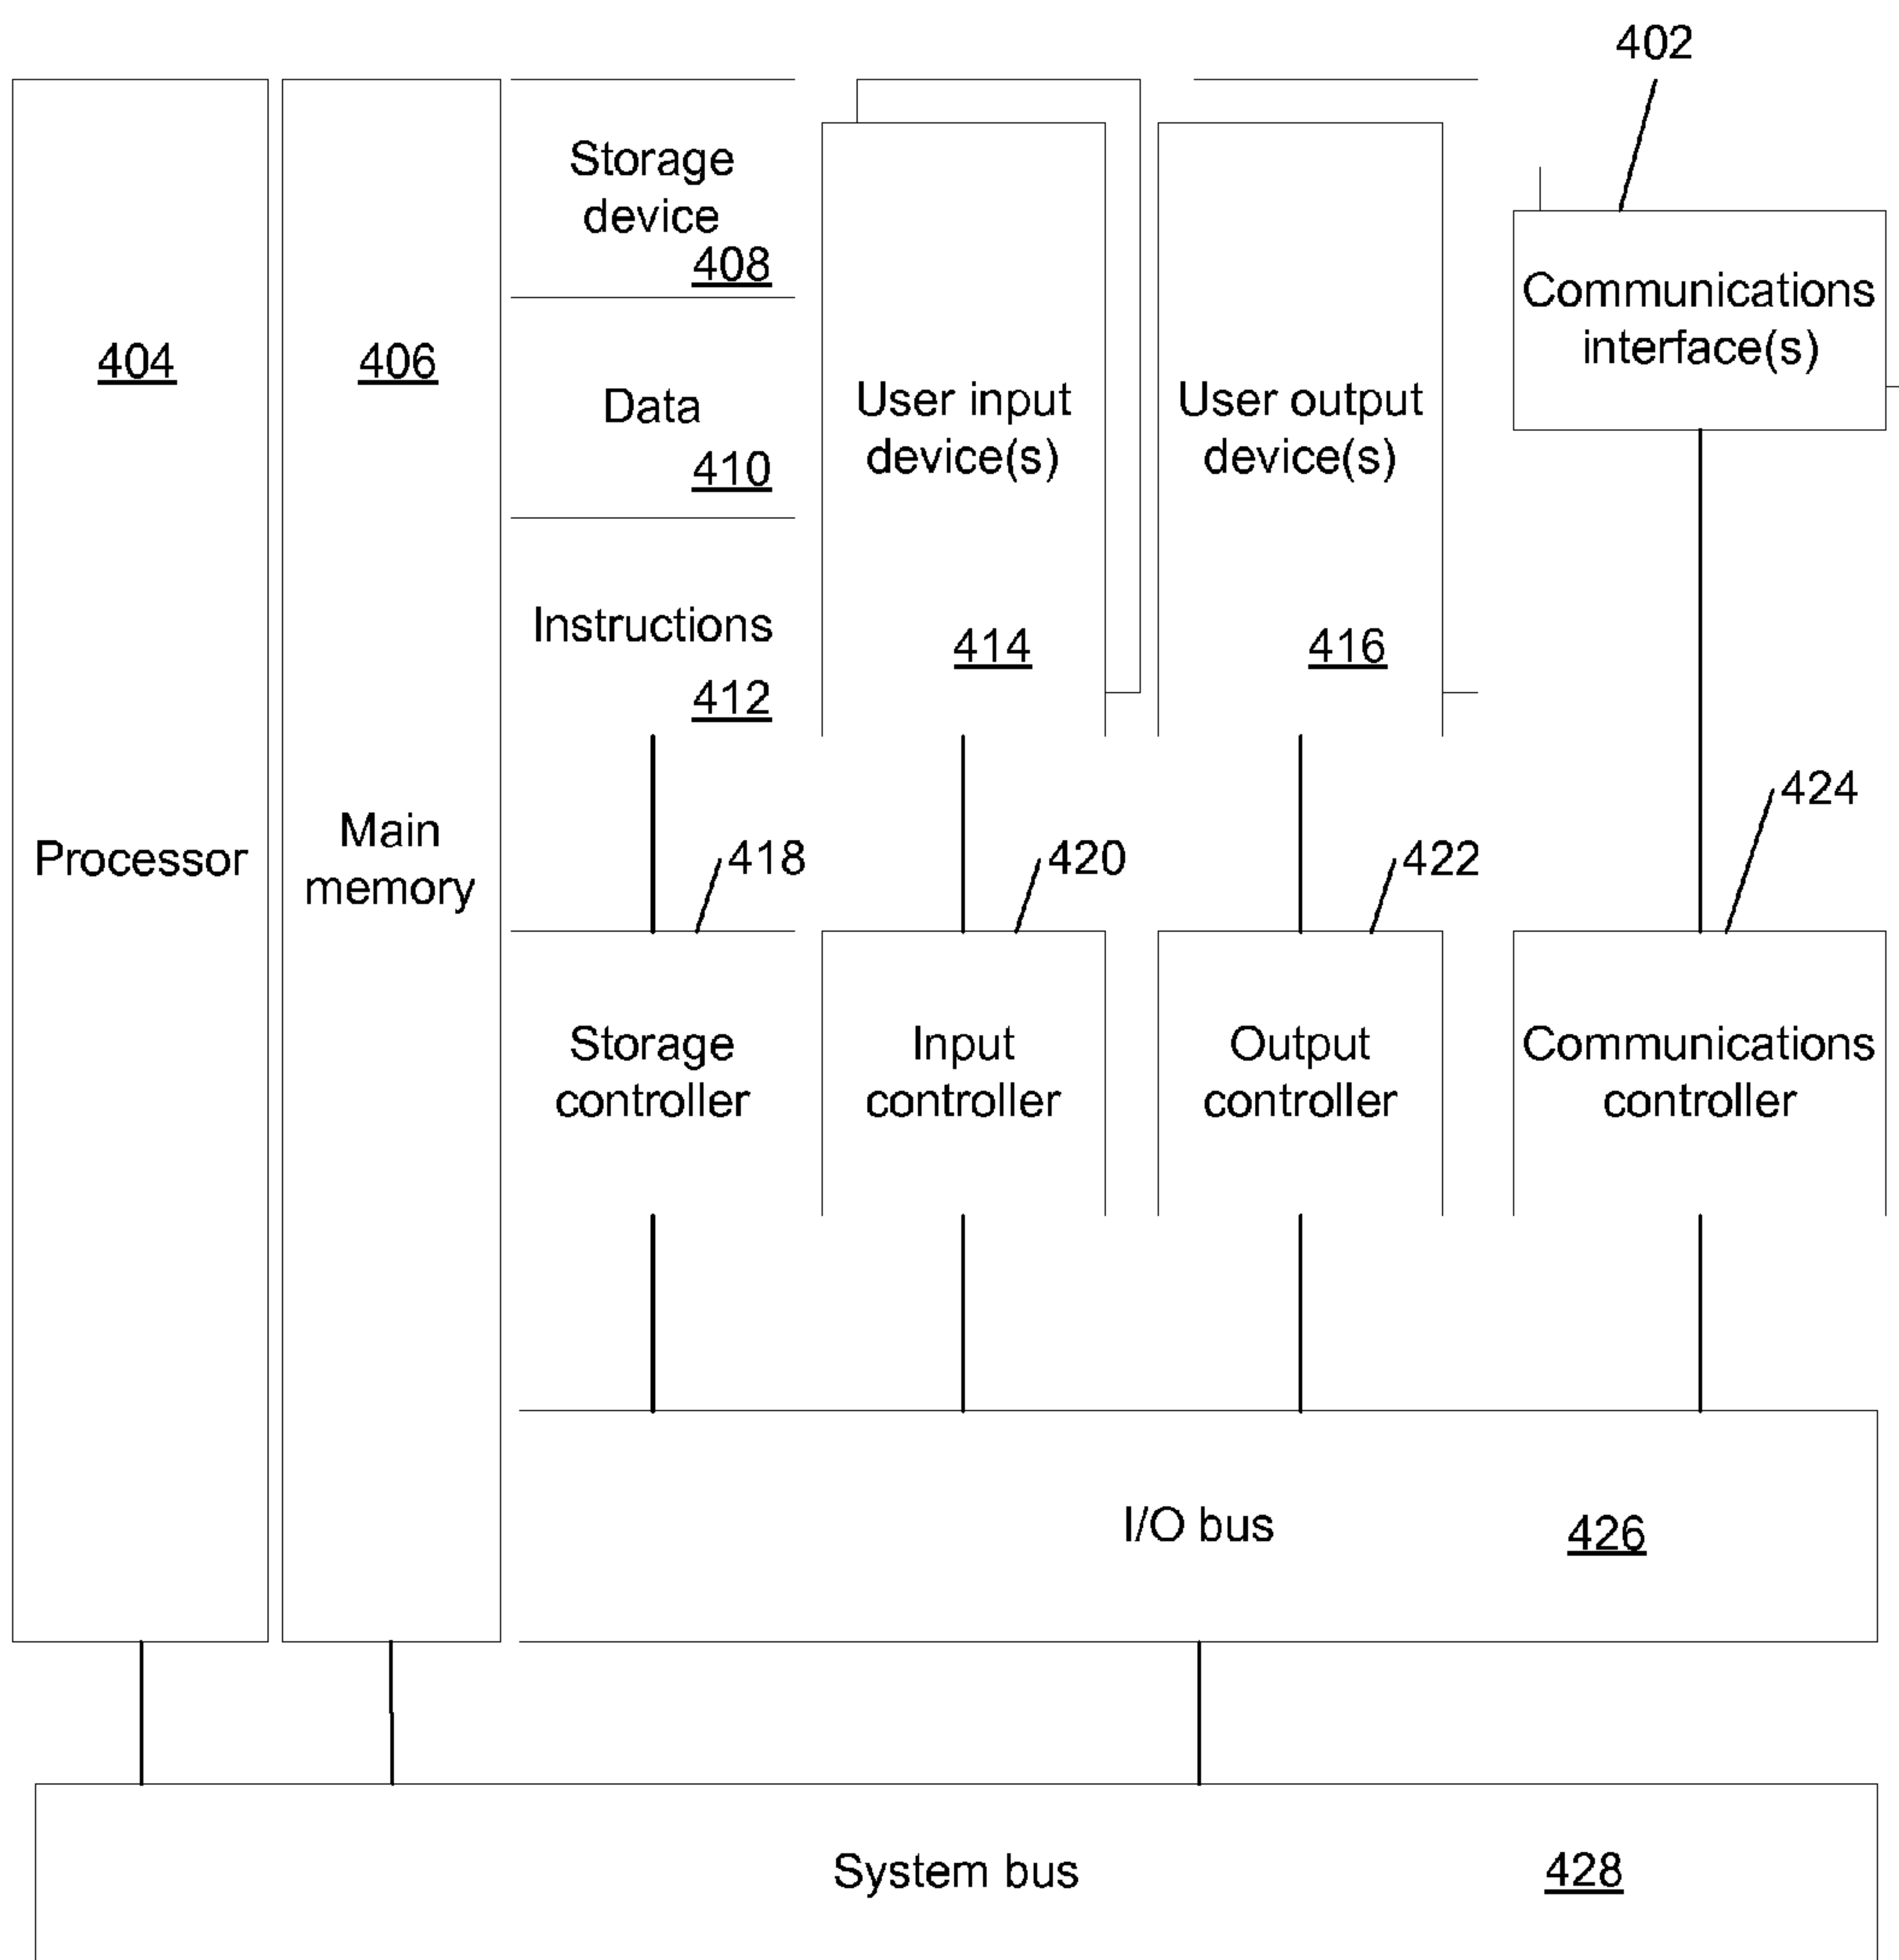 402
Storage
device
408
Communications
interface(s)
404
406
Data
410
User input
device(s)
User output
device(s)
Instructions
412
414
416
Processor
Main
memory
418
420
422
424
Storage
controller
Input
controller
Output
controller
Communications
controller
I/O bus
426
System bus
428